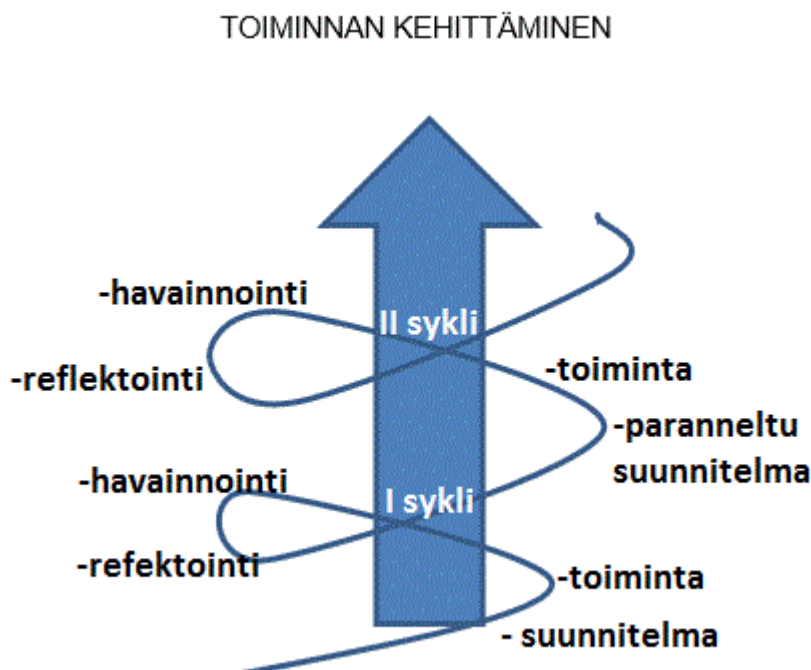 TOIMINNAN KEHITTÄMINEN
-havainnointi
II sykli
-reflektointi
-toiminta
-paranneltu
suunnitelma
-havainnointi
I sykli
-refektointi
-toiminta
- suunnitelma